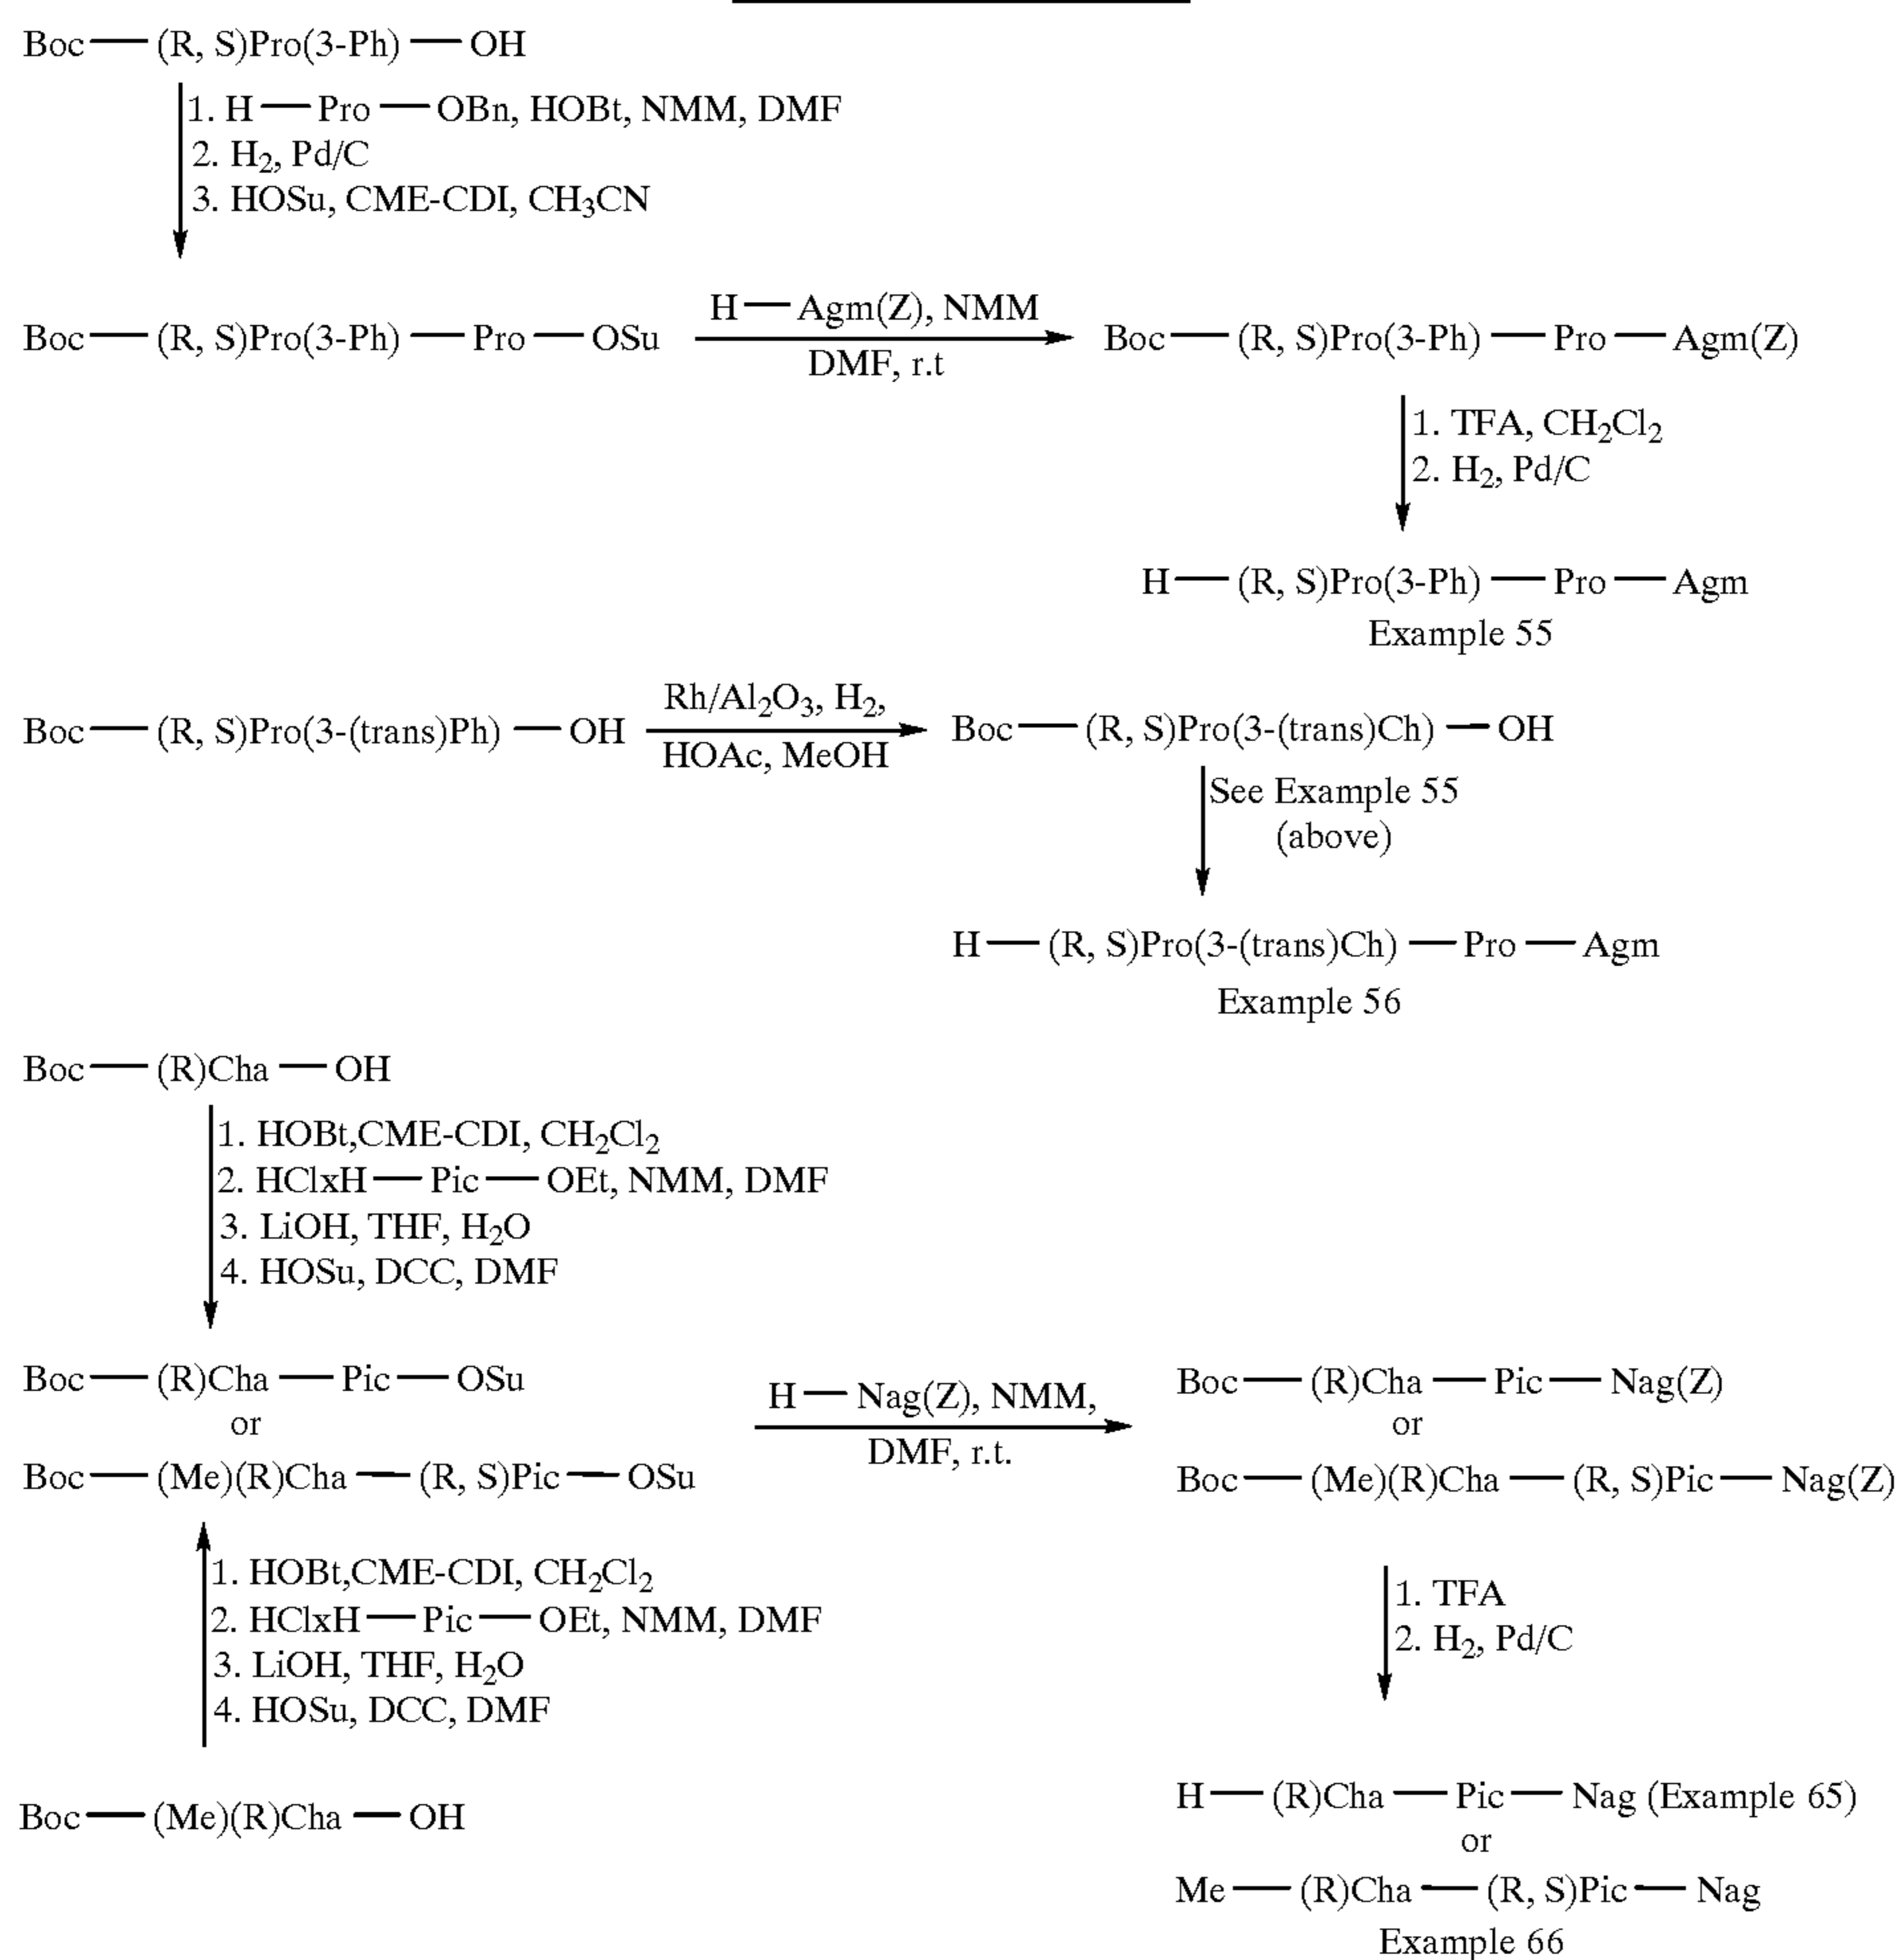 Boc — (R, S)Pro(3-Ph) — OH
1. H — Pro — OBn, HOBt, NMM, DMF
2. H2, Pd/C
3. HOSu, CME-CDI, CH3CN
Boc — (R, S)Pro(3-Ph) — Pro — OSu
H — Agm(Z), NMM
DMF, r.t
Boc — (R, S)Pro(3-Ph) — Pro — Agm(Z)
1. TFA, CH2Cl2
2. H2, Pd/C
H — (R, S)Pro(3-Ph) — Pro — Agm
Example 55
Boc — (R, S)Pro(3-(trans)Ph) — OH
Rh/Al2O3, H2,
HOAc, MeOH
Boc — (R, S)Pro(3-(trans)Ch) — OH
See Example 55
(above)
H — (R, S)Pro(3-(trans)Ch) — Pro — Agm
Example 56
Boc — (R)Cha — OH
1. HOBt,CME-CDI, CH2Cl2
2. HClxH — Pic — OEt, NMM, DMF
3. LiOH, THF, H2O
4. HOSu, DCC, DMF
Boc — (R)Cha — Pic — OSu
or
Boc — (Me)(R)Cha — (R, S)Pic — OSu
H — Nag(Z), NMM,
DMF, r.t.
Boc — (R)Cha — Pic — Nag(Z)
or
Boc — (Me)(R)Cha — (R, S)Pic — Nag(Z)
1. HOBt,CME-CDI, CH2Cl2
2. HClxH — Pic — OEt, NMM, DMF
3. LiOH, THF, H2O
4. HOSu, DCC, DMF
Boc — (Me)(R)Cha — OH
1. TFA
2. H2, Pd/C
H — (R)Cha — Pic — Nag (Example 65)
or
Me — (R)Cha — (R, S)Pic — Nag
Example 66